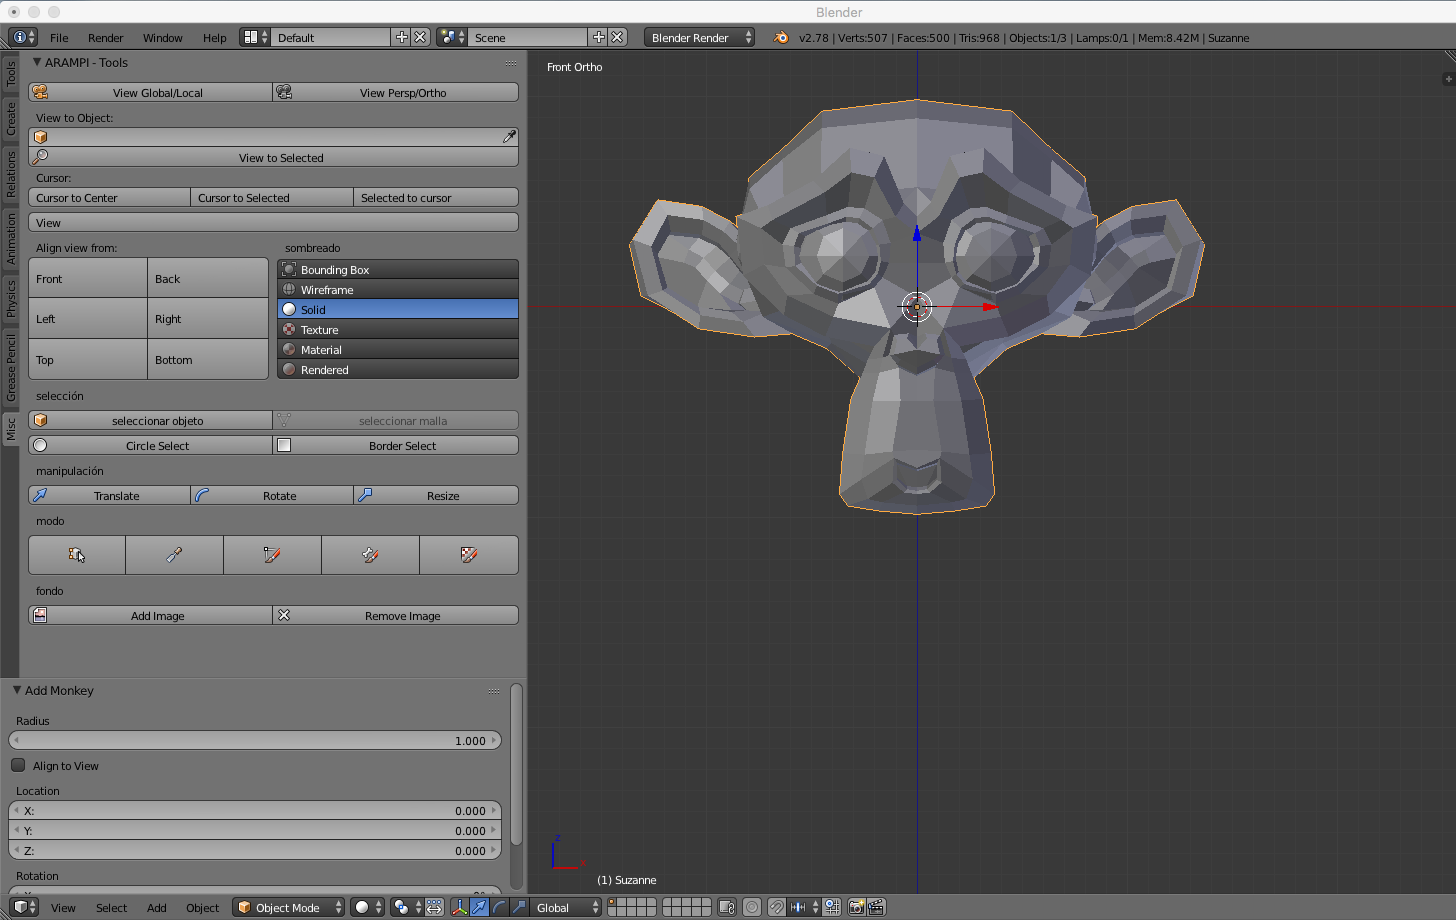 Blender
File Render Window Help Default Scene Blender Render v2.78 | Verts:507 | Faces:500 | Tris:968 | Objects:1/3 | Lamps:0/1 | Mem:8.42M | Suzanne
Tools
Create
Relations
Animation
Physics
Grease Pencil
Misc
ARAMPI - Tools
View Global/Local View Persp/Ortho
View to Object:
View to Selected
Cursor:
Cursor to Center Cursor to Selected Selected to cursor
View
Align view from: sombreado
Front Back
Left Right
Top Bottom
Bounding Box
Wireframe
Solid
Texture
Material
Rendered
selección
seleccionar objeto seleccionar malla
Circle Select Border Select
manipulación
Translate Rotate Resize
modo
fondo
Add Image Remove Image
Add Monkey
Radius
1.000
Align to View
Location
X: 0.000
Y: 0.000
Z: 0.000
Rotation
Front Ortho
z
x
(1) Suzanne
View Select Add Object Object Mode Global